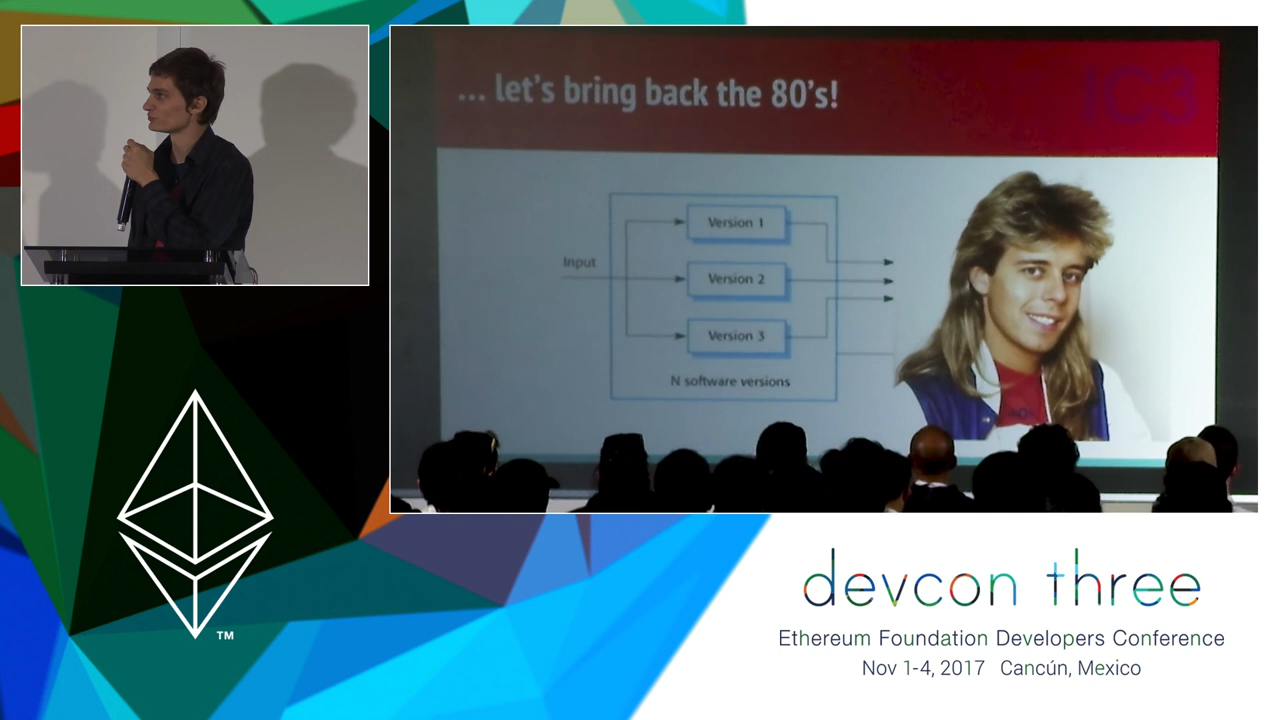 ... let's bring back the 80's!
IC3
Input
Version 1
Version 2
Version 3
N software versions
TM
devcon three
Ethereum Foundation Developers Conference
Nov 1-4, 2017 Cancún, Mexico